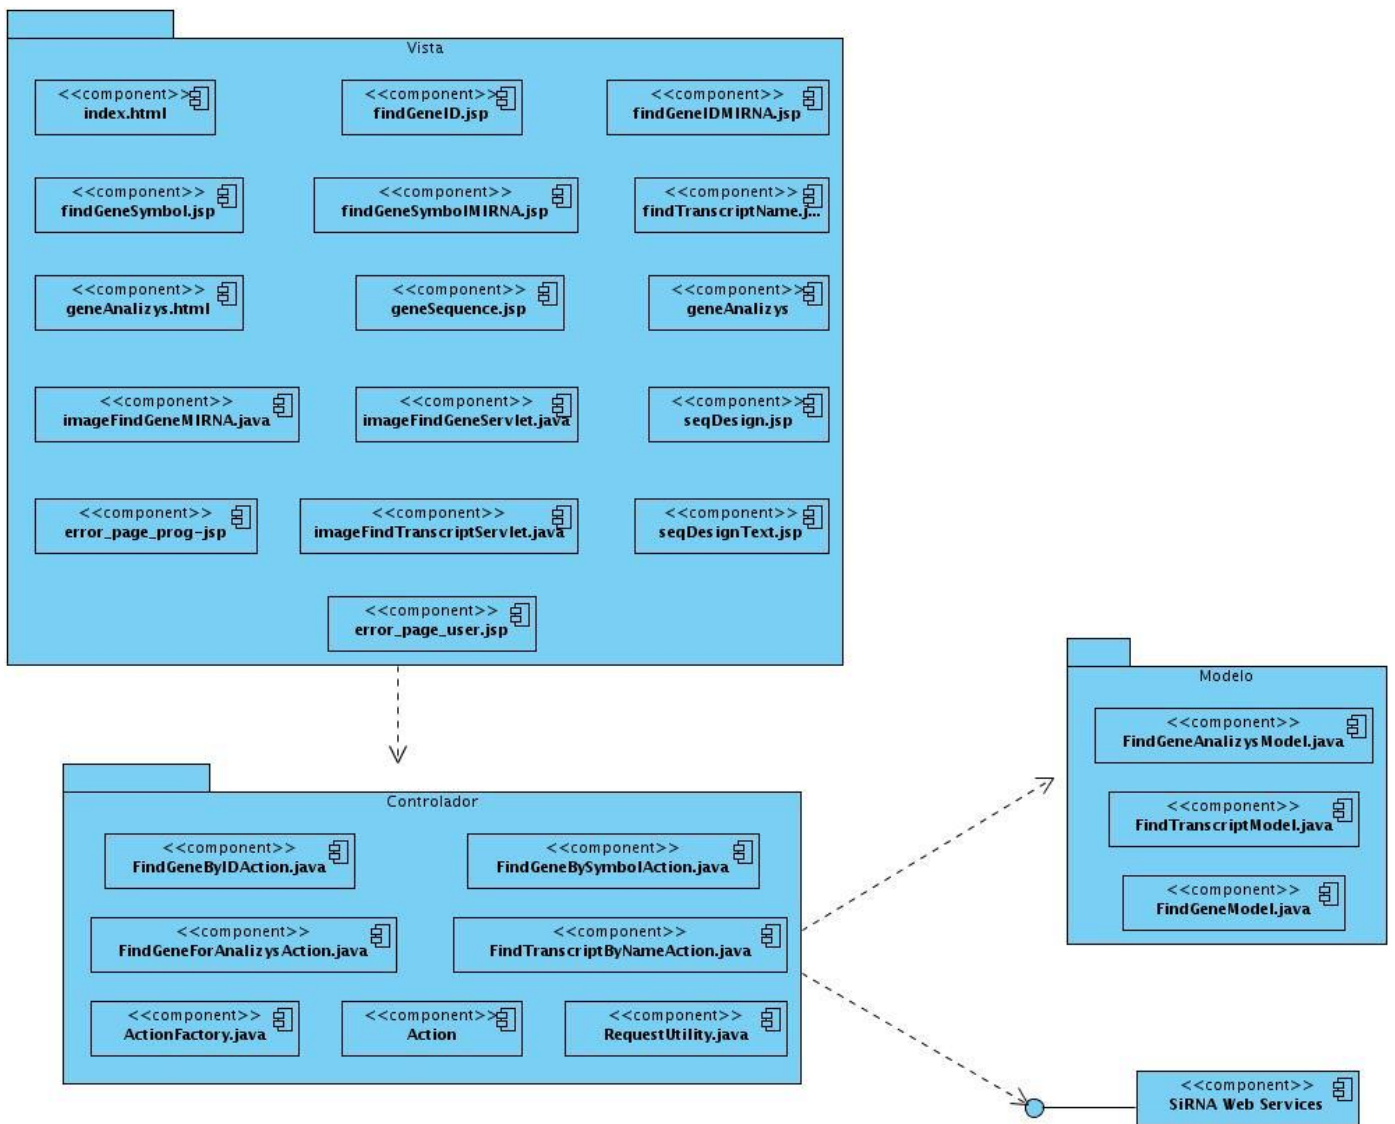 Vista
<<component>>
index.html
<<component>>
findGeneID.jsp
<<component>>
findGeneIDMIRNA.jsp
<<component>>
findGeneSymbol.jsp
<<component>>
findGeneSymbolMIRNA.jsp
<<component>>
findTranscriptName.j...
<<component>>
geneAnalizys.html
<<component>>
geneSequence.jsp
<<component>>
geneAnalizys
<<component>>
imageFindGeneMIRNA.java
<<component>>
imageFindGeneServlet.java
<<component>>
seqDesign.jsp
<<component>>
error_page_prog-jsp
<<component>>
imageFindTranscriptServlet.java
<<component>>
seqDesignText.jsp
<<component>>
error_page_user.jsp
Modelo
<<component>>
FindGeneAnalizysModel.java
<<component>>
FindTranscriptModel.java
<<component>>
FindGeneModel.java
Controlador
<<component>>
FindGeneByIDAction.java
<<component>>
FindGeneBySymbolAction.java
<<component>>
FindGeneForAnalizysAction.java
<<component>>
FindTranscriptByNameAction.java
<<component>>
ActionFactory.java
<<component>>
Action
<<component>>
RequestUtility.java
<<component>>
SiRNA Web Services